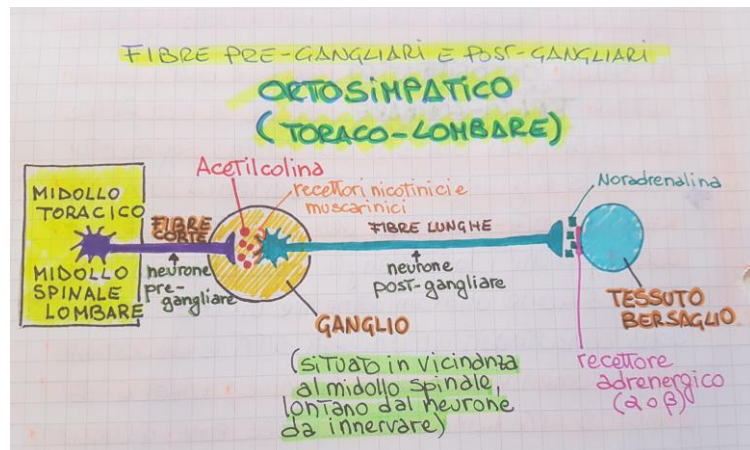 FIBRE PRE-GANGLIARI E POST-GANGLIARI
ORTOSIMPATICO
(TORACO-LOMBARE)
Acetilcolina
recettori nicotinici e
muscarinici
Noradrenalina
MIDOLLO
TORACICO
FIBRE
CORTE
FIBRE LUNGHE
MIDOLLO
SPINALE
LOMBARE
neurone
pre-
gangliare
neurone
post-gangliare
GANGLIO
TESSUTO
BERSAGLIO
(situato in vicinanza
al midollo spinale,
lontano dal neurone
da innervare)
recettore
adrenergico
(α o β)